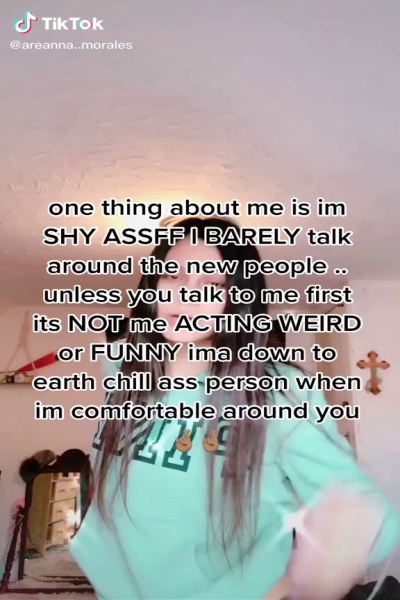 TikTok
@areanna..morales
one thing about me is im
SHY ASSFF I BARELY talk
around the new people ..
unless you talk to me first
its NOT me ACTING WEIRD
or FUNNY ima down to
earth chill ass person when
im comfortable around you